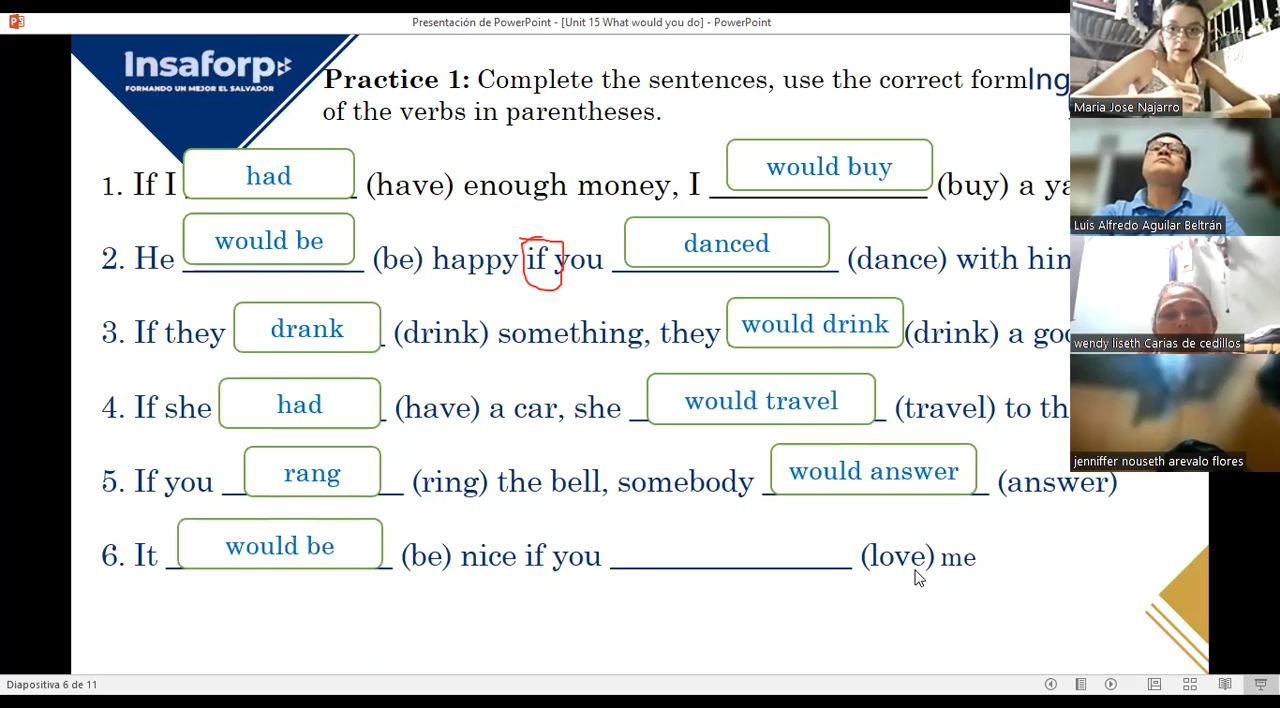 Presentación de PowerPoint - [Unit 15 What would you do] - PowerPoint
Insaforp
FORMANDO UN MEJOR EL SALVADOR
Practice 1: Complete the sentences, use the correct form
of the verbs in parentheses.
Ing
1. If I had (have) enough money, I would buy (buy) a ya
2. He would be (be) happy if you danced (dance) with him
3. If they drank (drink) something, they would drink (drink) a goo
4. If she had (have) a car, she would travel (travel) to th
5. If you rang (ring) the bell, somebody would answer (answer)
6. It would be (be) nice if you (love) me
Maria Jose Najarro
Luis Alfredo Aguilar Beltrán
wendy liseth Carias de cedillos
jenniffer nouseth arevalo flores
Diapositiva 6 de 11